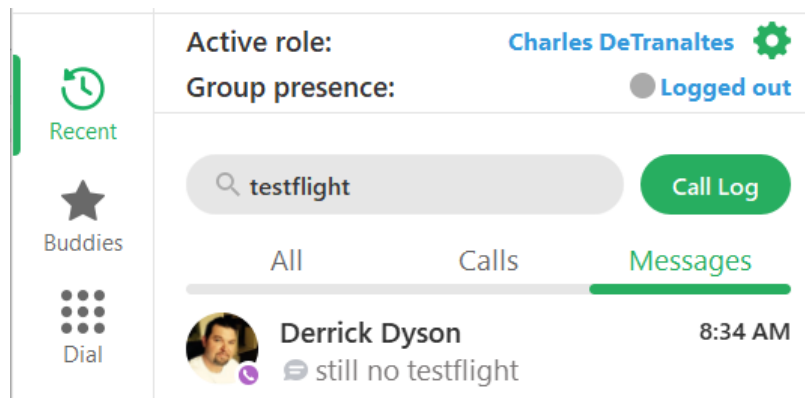 Active role: Charles DeTranaltes
Group presence: Logged out
Recent
testflight Call Log
Buddies
All Calls Messages
Dial
Derrick Dyson 8:34 AM
still no testflight